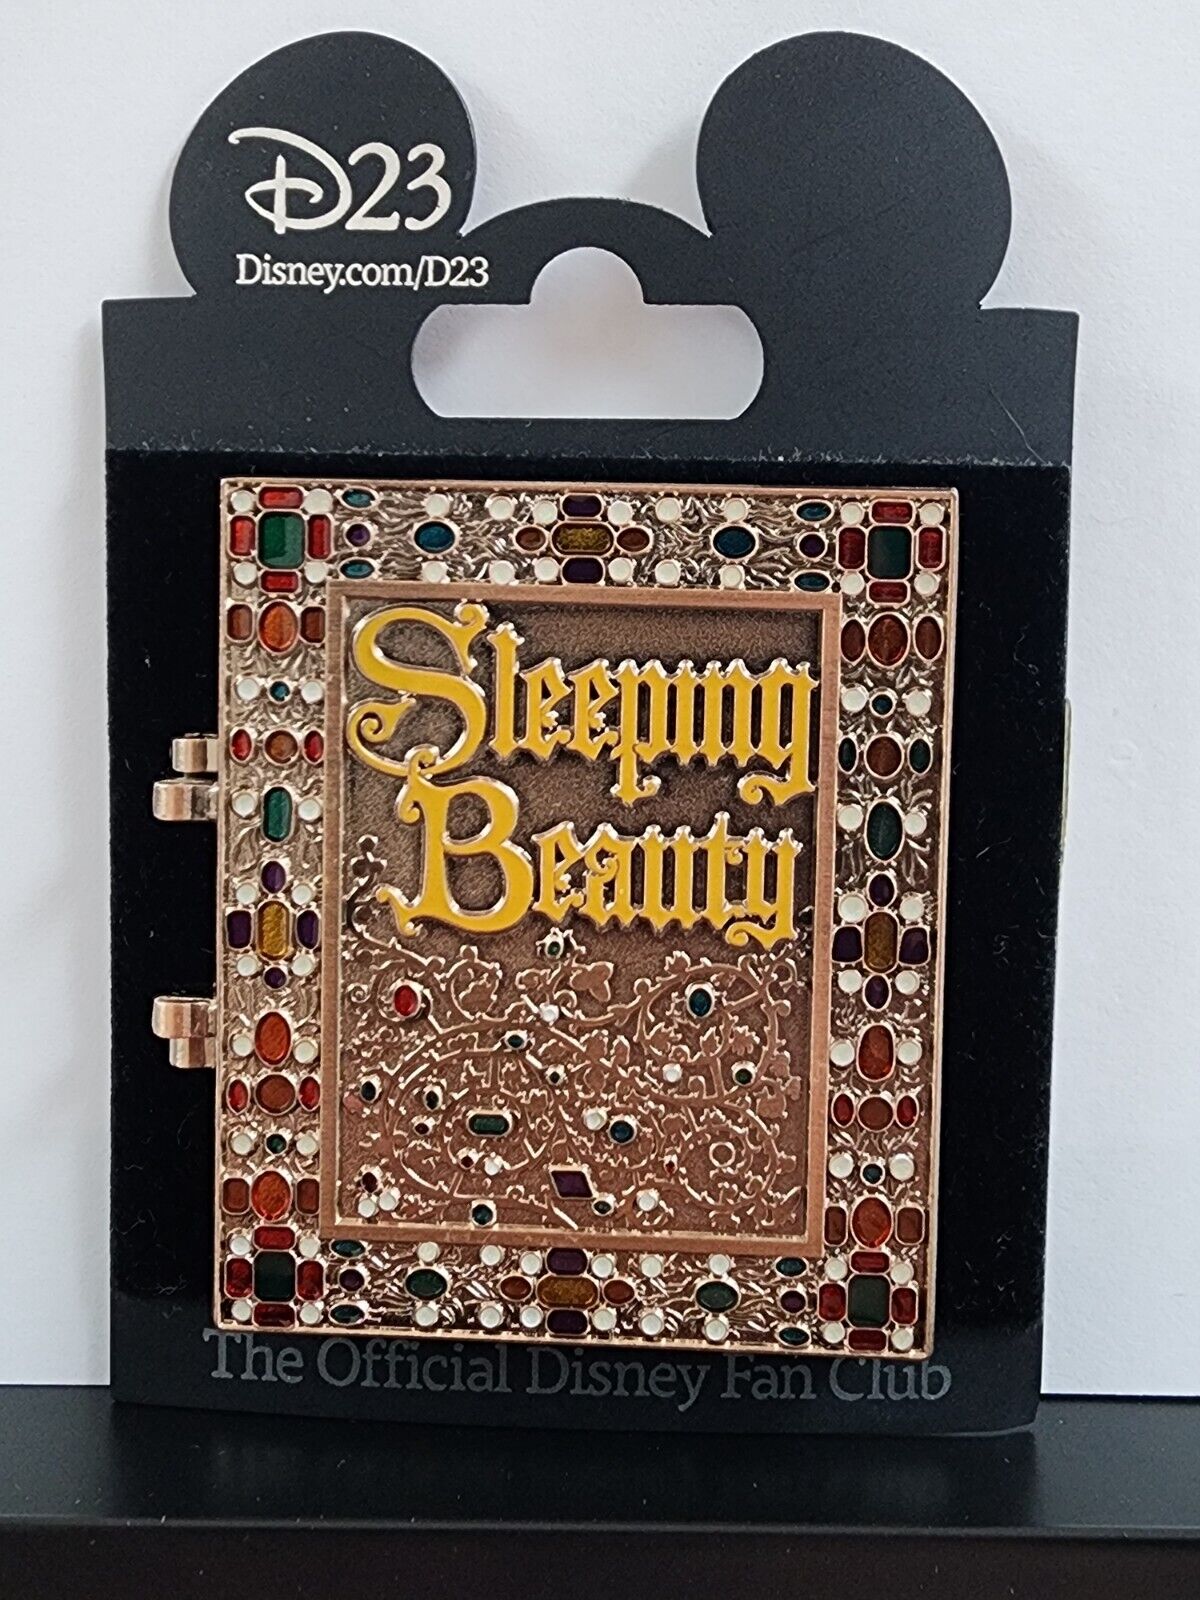 D23
Disney.com/D23
Sleeping
Beauty
The Official Disney Fan Club